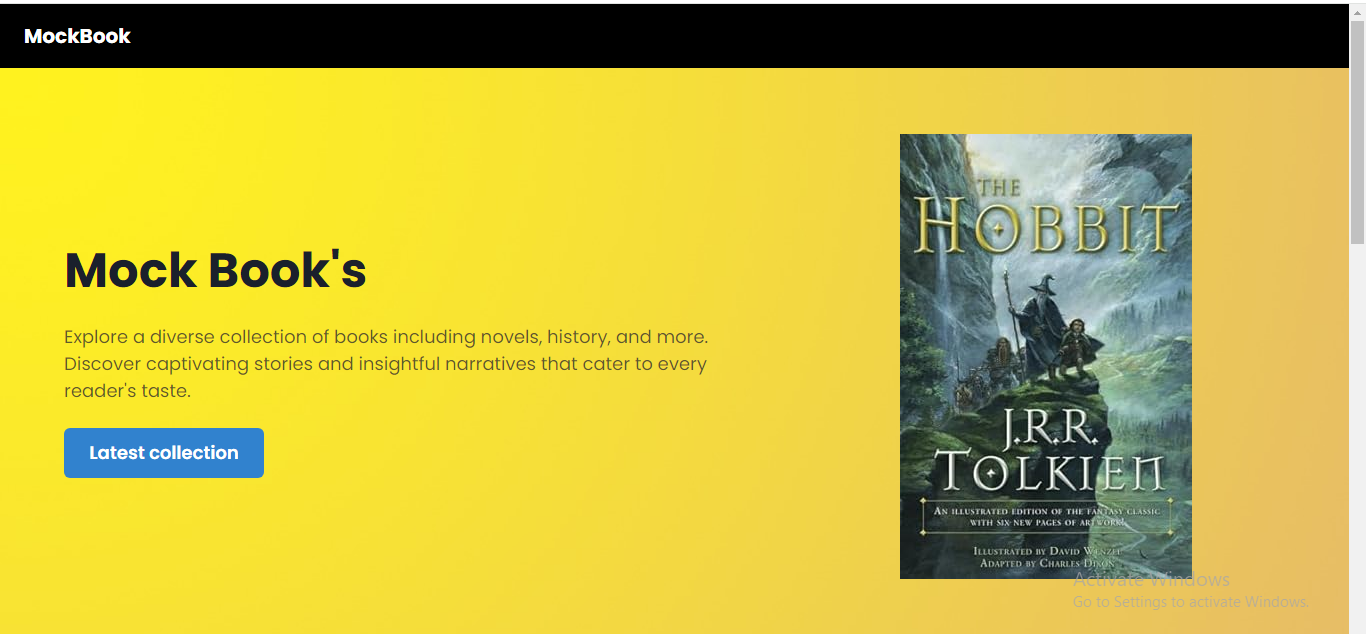 MockBook
Mock Book's
Explore a diverse collection of books including novels, history, and more.
Discover captivating stories and insightful narratives that cater to every
reader's taste.
Latest collection
THE
HOBBIT
J.R.R.
TOLKIEN
AN ILLUSTRATED EDITION OF THE FANTASY CLASSIC
WITH SIX NEW PAGES OF ARTWORK!
ILLUSTRATED BY DAVID WENZEL
ADAPTED BY CHARLES DIXON
Activate Windows
Go to Settings to activate Windows.